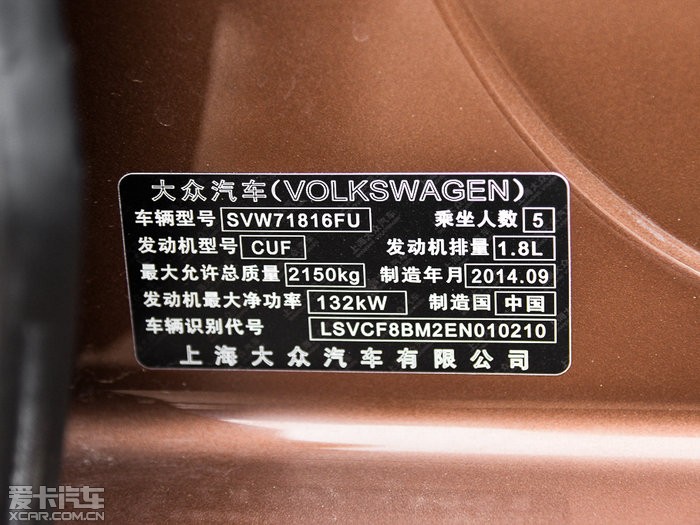 大众汽车(VOLKSWAGEN)
车辆型号 SVW71816FU 乘坐人数 5
发动机型号 CUF 发动机排量 1.8L
最大允许总质量 2150kg 制造年月 2014.09
发动机最大净功率 132kW 制造国 中国
车辆识别代号 LSVCF8BM2EN010210
上海大众汽车有限公司
爱卡汽车
XCAR.COM.CN